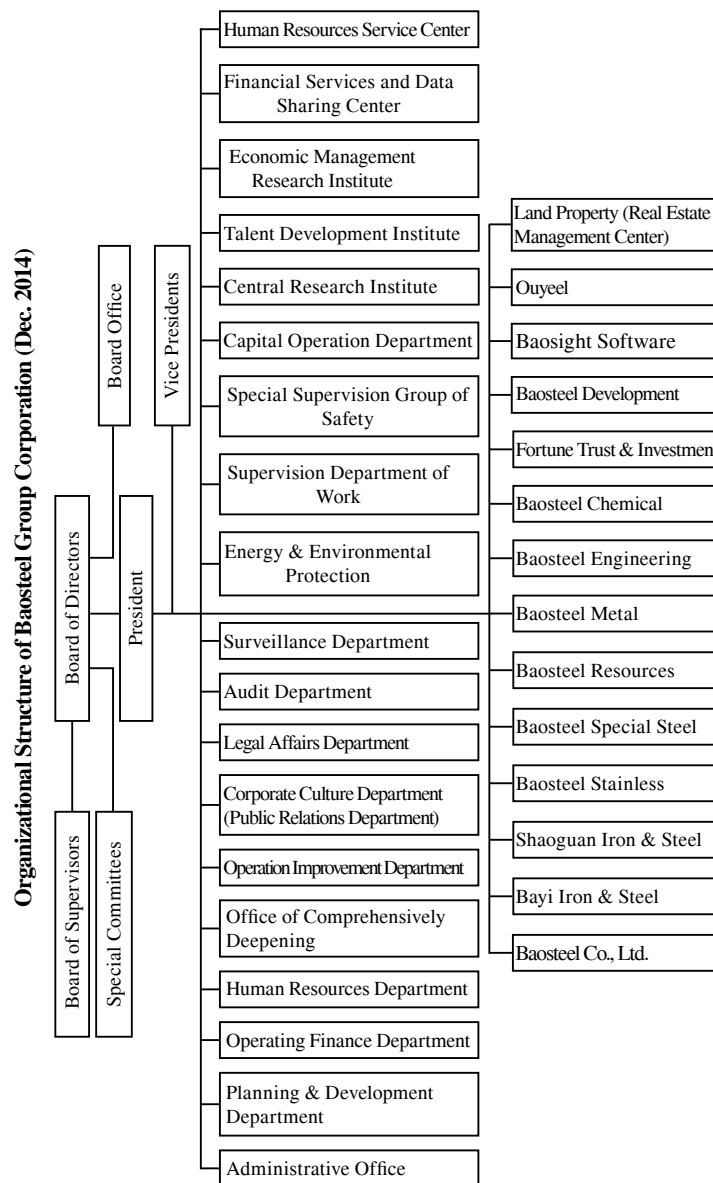 Organizational Structure of Baosteel Group Corporation (Dec. 2014)
Board of Directors
Board of Supervisors
Board Office
Special Committees
President
Vice Presidents
Human Resources Service Center
Financial Services and Data
Sharing Center
Economic Management
Research Institute
Talent Development Institute
Central Research Institute
Capital Operation Department
Special Supervision Group of
Safety
Supervision Department of
Work
Energy & Environmental
Protection
Surveillance Department
Audit Department
Legal Affairs Department
Corporate Culture Department
(Public Relations Department)
Operation Improvement Department
Office of Comprehensively
Deepening
Human Resources Department
Operating Finance Department
Planning & Development
Department
Administrative Office
Land Property (Real Estate
Management Center)
Ouyeel
Baosight Software
Baosteel Development
Fortune Trust & Investmen
Baosteel Chemical
Baosteel Engineering
Baosteel Metal
Baosteel Resources
Baosteel Special Steel
Baosteel Stainless
Shaoguan Iron & Steel
Bayi Iron & Steel
Baosteel Co., Ltd.